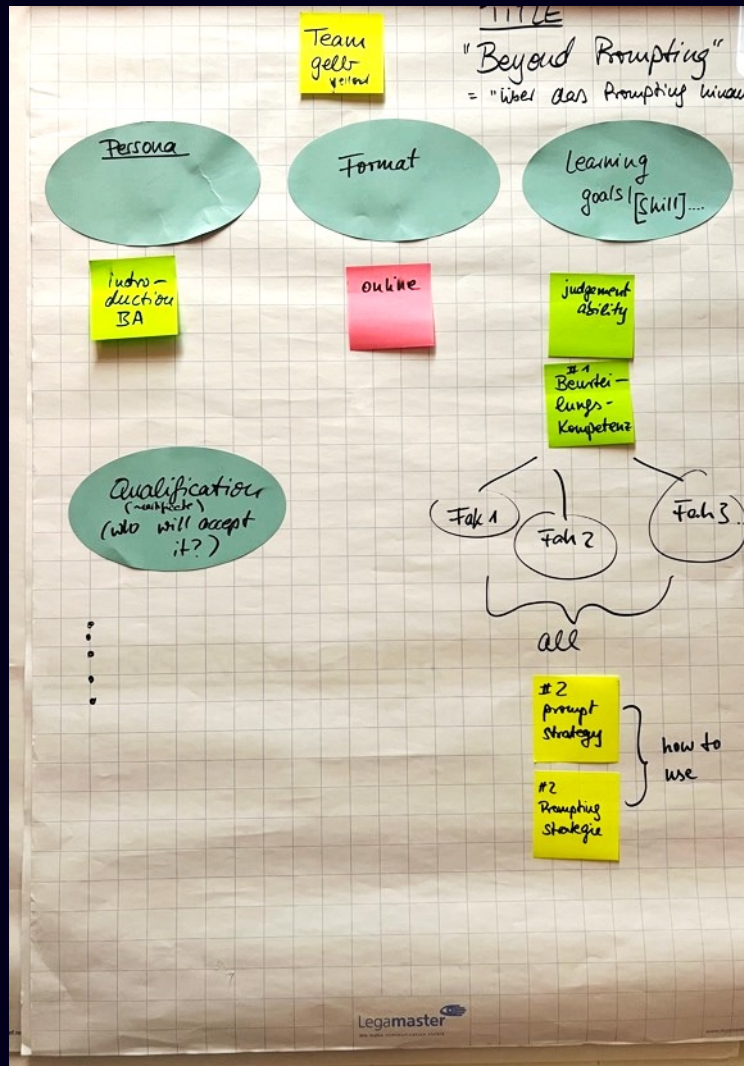 Team
gelb
yellow
TITLE
"Beyond Prompting"
= "über das Prompting hinau
Persona
Format
Learning
goals! [Skill]....
intro-
duction
BA
online
judgement
ability
#1
Beurtei-
lungs-
Kompetenz
Qualification
(who will accept
it?)
Fak 1
Fak 2
Fak 3...
all
#2
prompt
strategy
#2
Prompting
strategie
how to
use
Legamaster